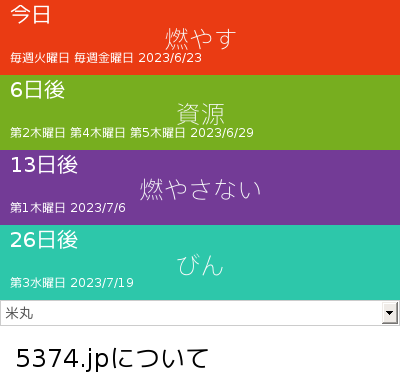 今日
燃やす
毎週火曜日 毎週金曜日 2023/6/23
6日後
資源
第2木曜日 第4木曜日 第5木曜日 2023/6/29
13日後
燃やさない
第1木曜日 2023/7/6
26日後
びん
第3水曜日 2023/7/19
米丸
5374.jpについて